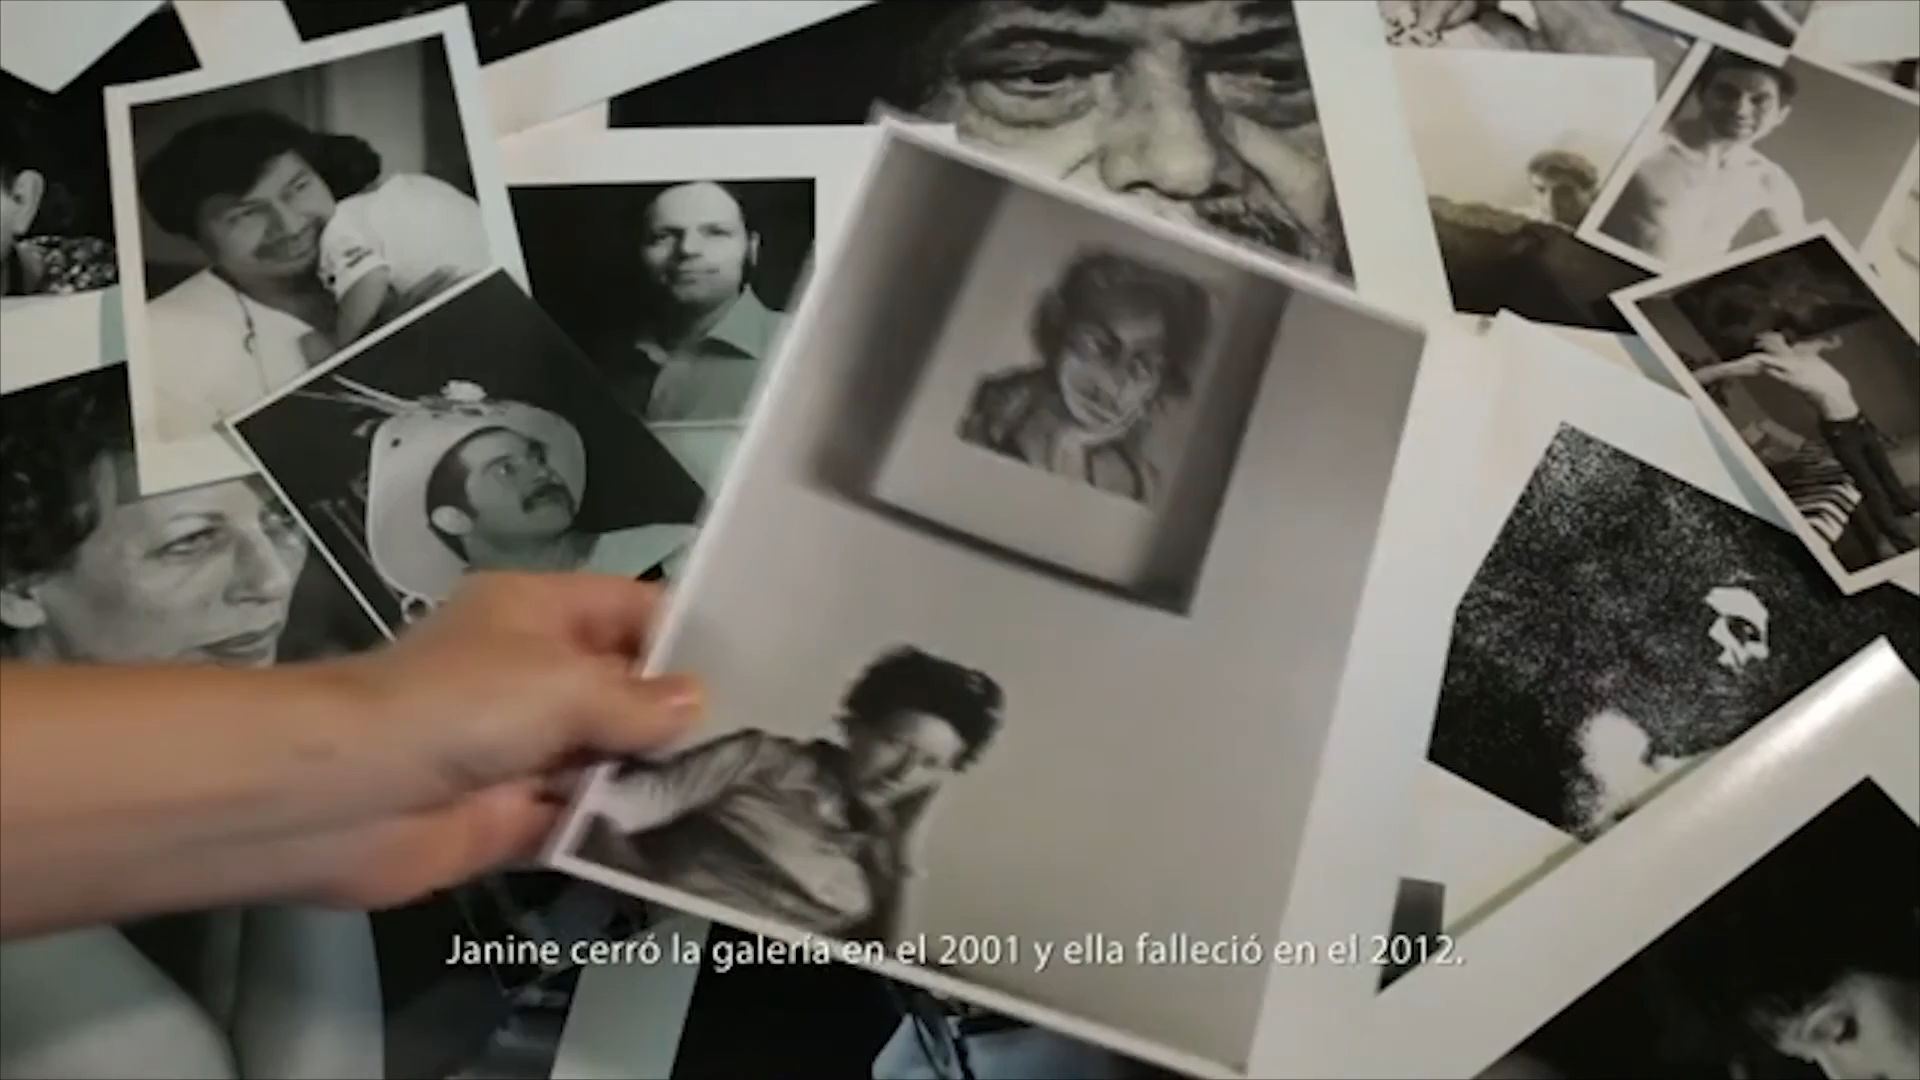 Janine cerró la galería en el 2001 y ella falleció en el 2012.